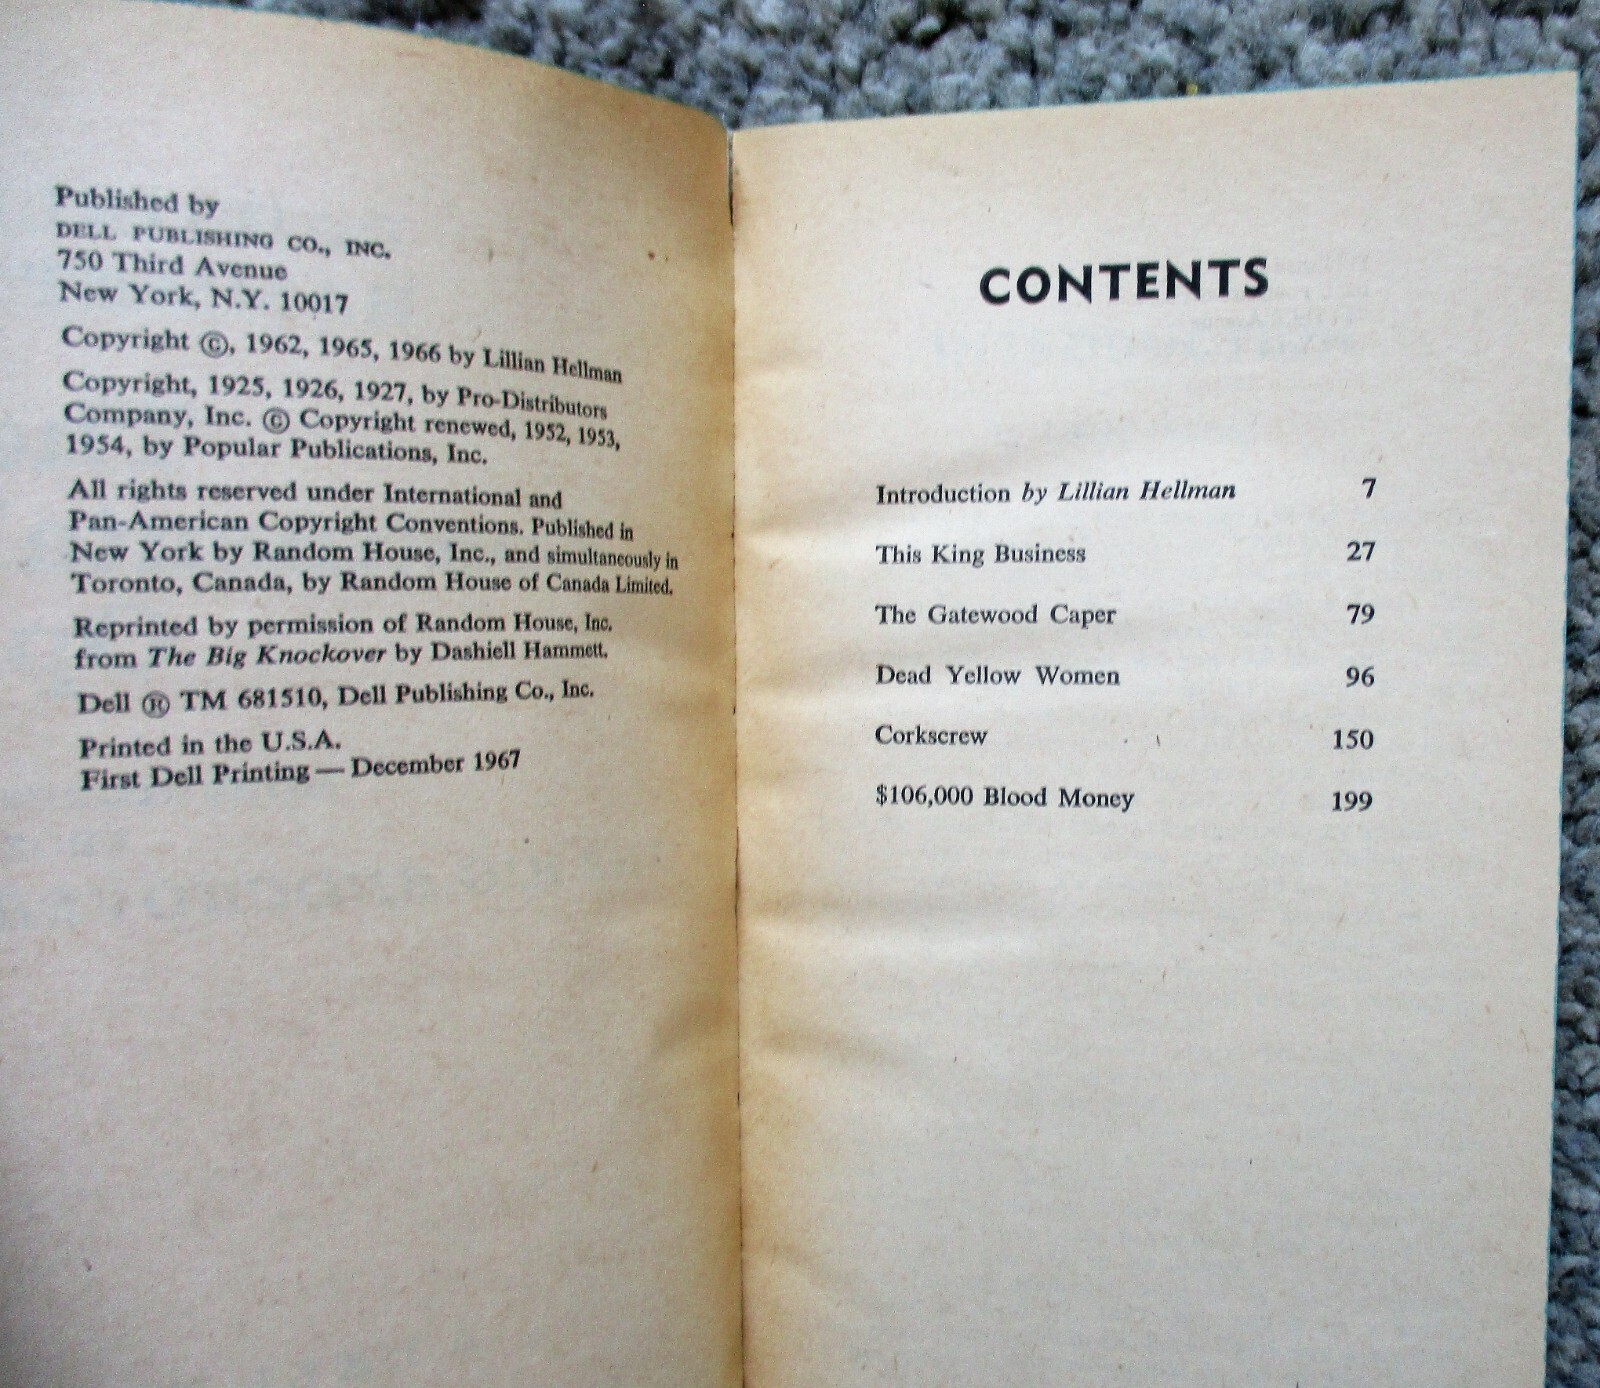 Published by
DELL PUBLISHING CO., INC.
750 Third Avenue
New York, N.Y. 10017
Copyright ©, 1962, 1965, 1966 by Lillian Hellman
Copyright, 1925, 1926, 1927, by Pro-Distributors
Company, Inc. © Copyright renewed, 1952, 1953,
1954, by Popular Publications, Inc.
All rights reserved under International and
Pan-American Copyright Conventions. Published in
New York by Random House, Inc., and simultaneously in
Toronto, Canada, by Random House of Canada Limited.
Reprinted by permission of Random House, Inc.
from The Big Knockover by Dashiell Hammett.
Dell ® TM 681510, Dell Publishing Co., Inc.
Printed in the U.S.A.
First Dell Printing — December 1967
CONTENTS
Introduction by Lillian Hellman 7
This King Business 27
The Gatewood Caper 79
Dead Yellow Women 96
Corkscrew 150
$106,000 Blood Money 199